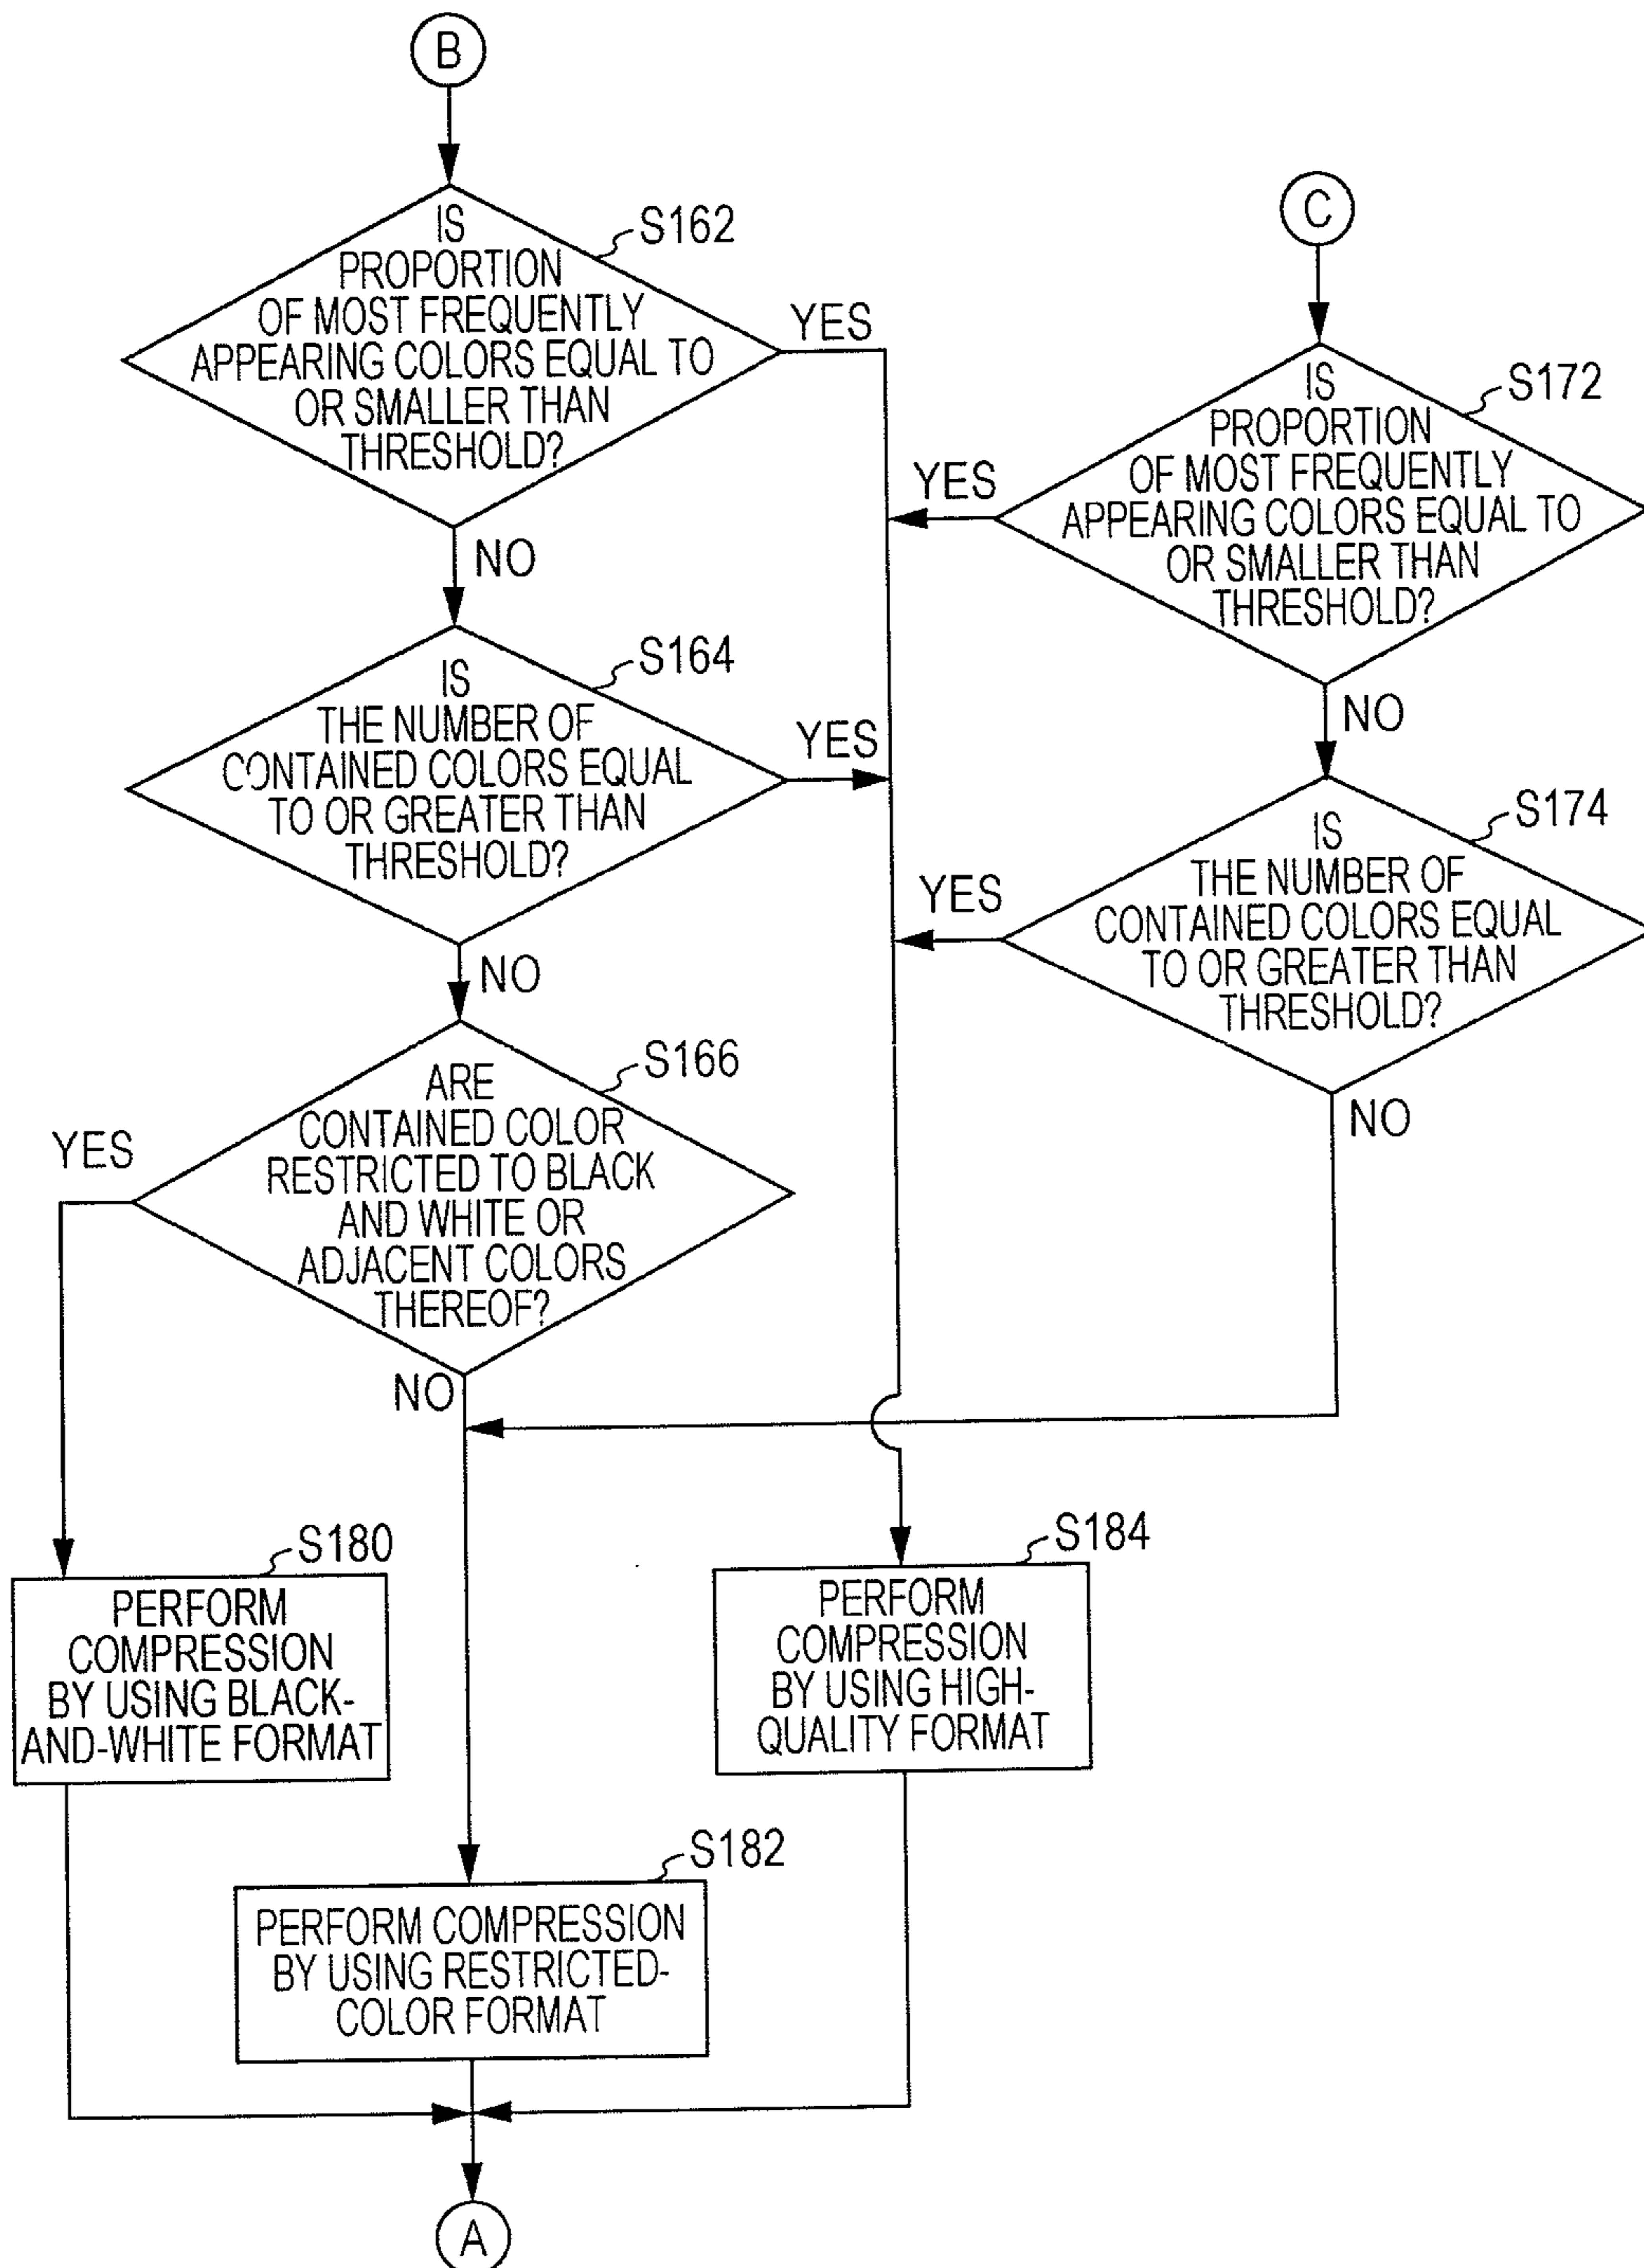 B
S162
IS
PROPORTION
OF MOST FREQUENTLY
APPEARING COLORS EQUAL TO
OR SMALLER THAN
THRESHOLD?
YES
NO
C
S172
IS
PROPORTION
OF MOST FREQUENTLY
APPEARING COLORS EQUAL TO
OR SMALLER THAN
THRESHOLD?
YES
NO
S164
IS
THE NUMBER OF
CONTAINED COLORS EQUAL
TO OR GREATER THAN
THRESHOLD?
YES
NO
S174
IS
THE NUMBER OF
CONTAINED COLORS EQUAL
TO OR GREATER THAN
THRESHOLD?
YES
NO
S166
ARE
CONTAINED COLOR
RESTRICTED TO BLACK
AND WHITE OR
ADJACENT COLORS
THEREOF?
YES
NO
S180
PERFORM
COMPRESSION
BY USING BLACK-
AND-WHITE FORMAT
S184
PERFORM
COMPRESSION
BY USING HIGH-
QUALITY FORMAT
S182
PERFORM COMPRESSION
BY USING RESTRICTED-
COLOR FORMAT
A